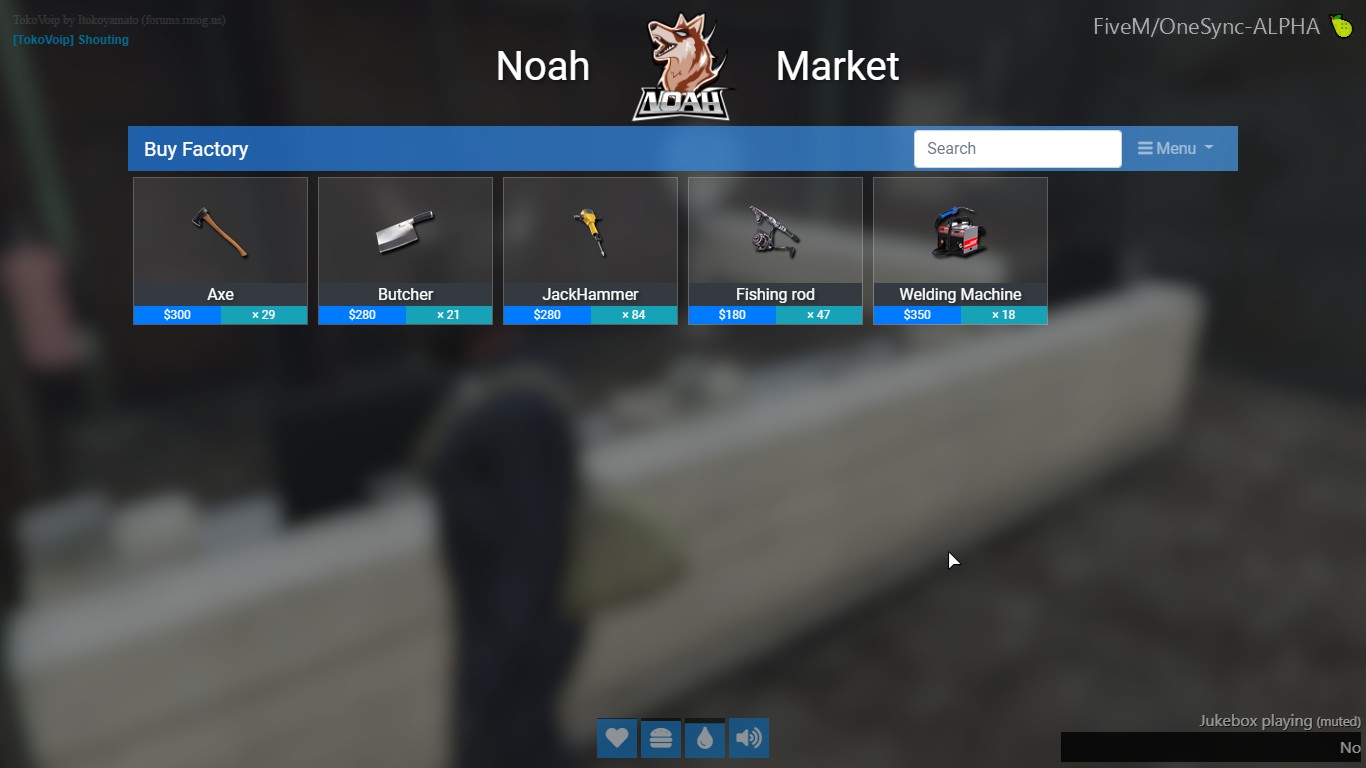 TokoVoip by Itokoyamato (forums.rmog.us)
[TokoVoip] Shouting
FiveM/OneSync-ALPHA
Noah
NOAH
Market
Buy Factory
Search
Menu
Axe
$300
× 29
Butcher
$280
× 21
JackHammer
$280
× 84
Fishing rod
$180
× 47
Welding Machine
$350
× 18
Jukebox playing (muted)
No